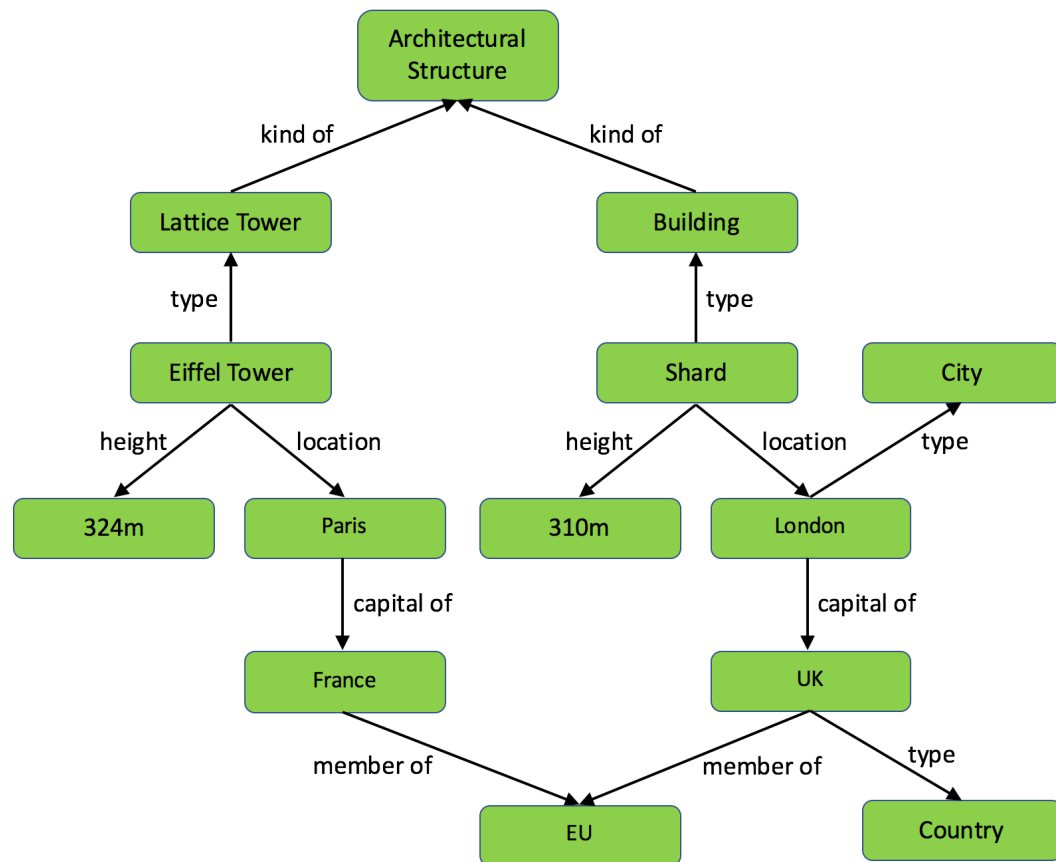 Architectural
Structure
kind of
kind of
Lattice Tower
Building
type
type
Eiffel Tower
Shard
City
height
location
height
location
type
324m
Paris
310m
London
capital of
capital of
France
UK
member of
member of
type
EU
Country